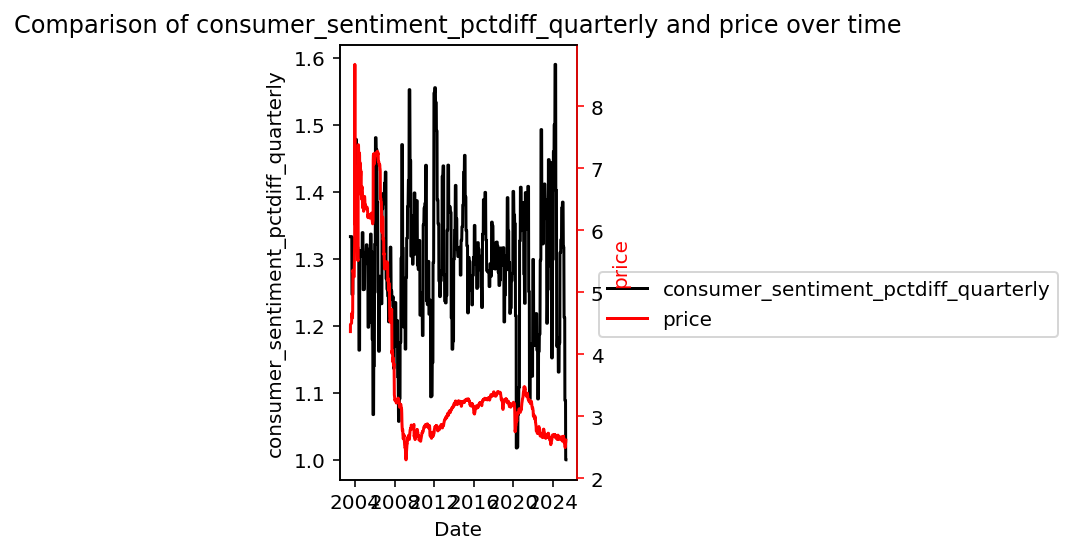 Comparison of consumer_sentiment_pctdiff_quarterly and price over time
consumer_sentiment_pctdiff_quarterly
1.6
1.5
1.4
1.3
1.2
1.1
1.0
8
7
6
5
4
3
2
price
consumer_sentiment_pctdiff_quarterly
price
2004 2008 2012 2016 2020 2024
Date